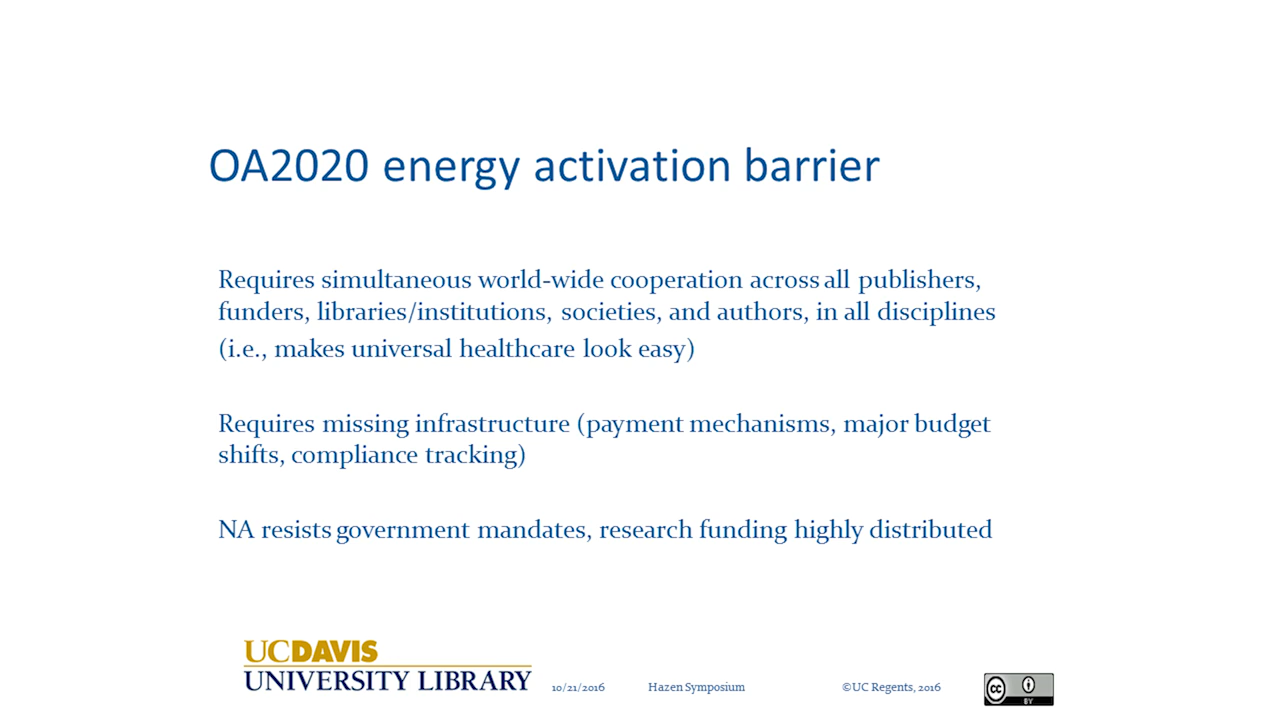 OA2020 energy activation barrier
Requires simultaneous world-wide cooperation across all publishers,
funders, libraries/institutions, societies, and authors, in all disciplines
(i.e., makes universal healthcare look easy)
Requires missing infrastructure (payment mechanisms, major budget
shifts, compliance tracking)
NA resists government mandates, research funding highly distributed
UCDAVIS
UNIVERSITY LIBRARY
10/21/2016 Hazen Symposium ©UC Regents, 2016
cc BY